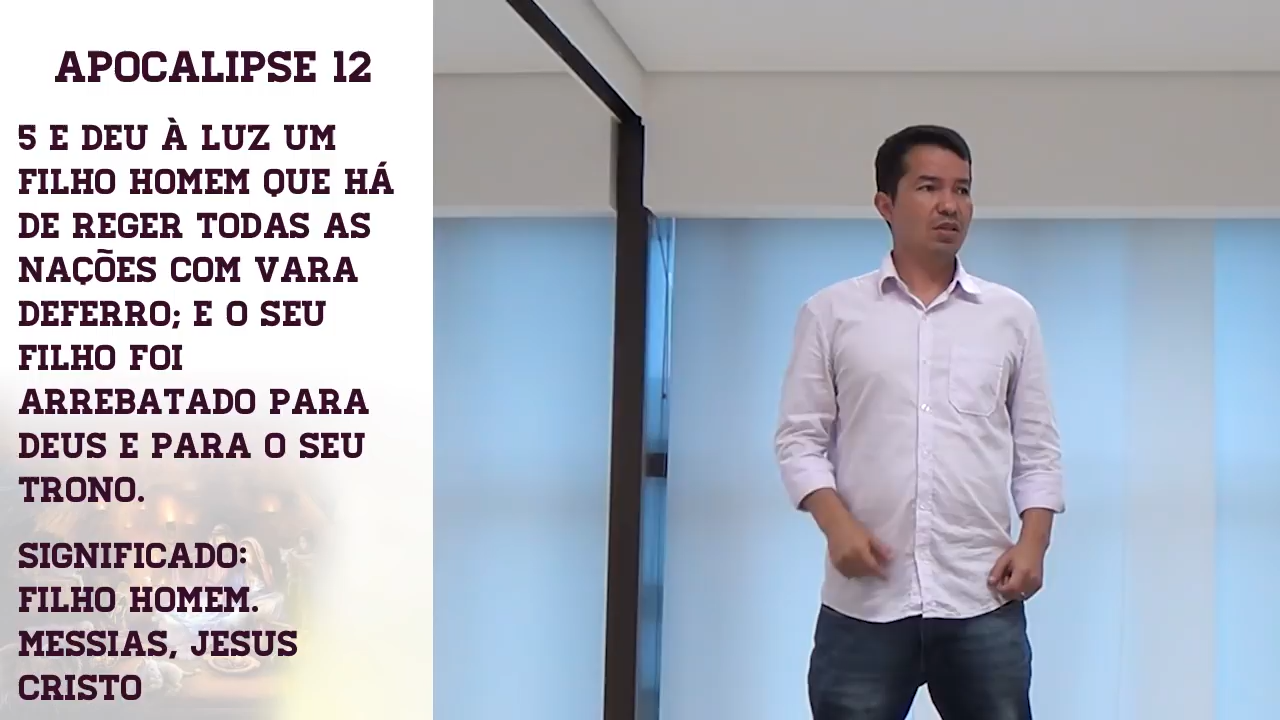 APOCALIPSE 12
5 E DEU À LUZ UM
FILHO HOMEM QUE HÁ
DE REGER TODAS AS
NAÇÕES COM VARA
DEFERRO; E O SEU
FILHO FOI
ARREBATADO PARA
DEUS E PARA O SEU
TRONO.
SIGNIFICADO:
FILHO HOMEM.
MESSIAS, JESUS
CRISTO